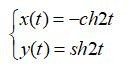 x(t) = -ch2t
y(t) = sh2t